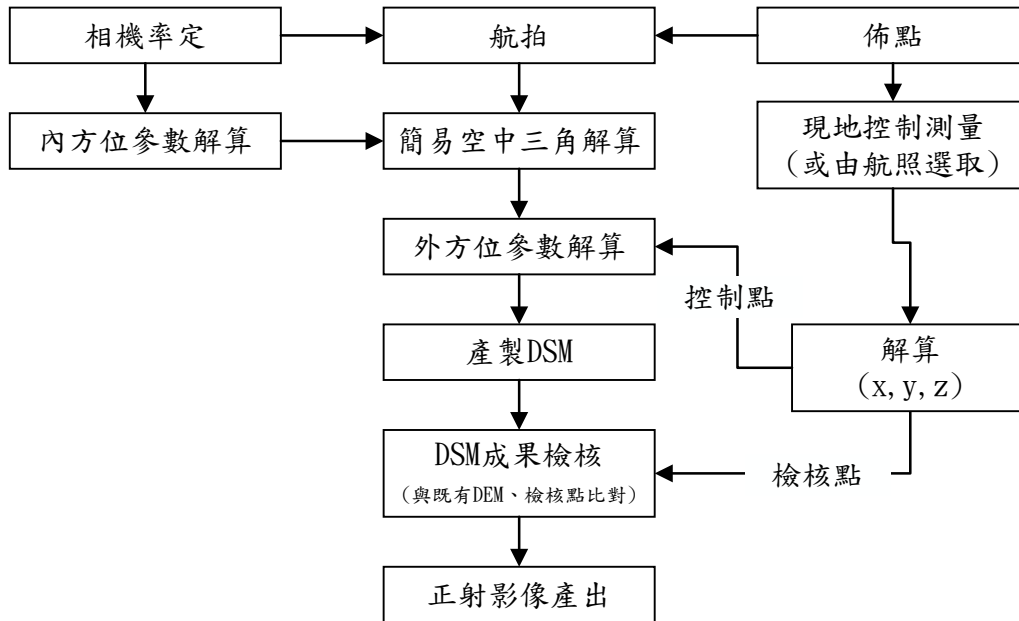 相機率定
航拍
佈點
內方位參數解算
簡易空中三角解算
現地控制測量
(或由航照選取)
外方位參數解算
控制點
產製DSM
解算
(x,y,z)
DSM成果檢核
(與既有DEM、檢核點比對)
檢核點
正射影像產出